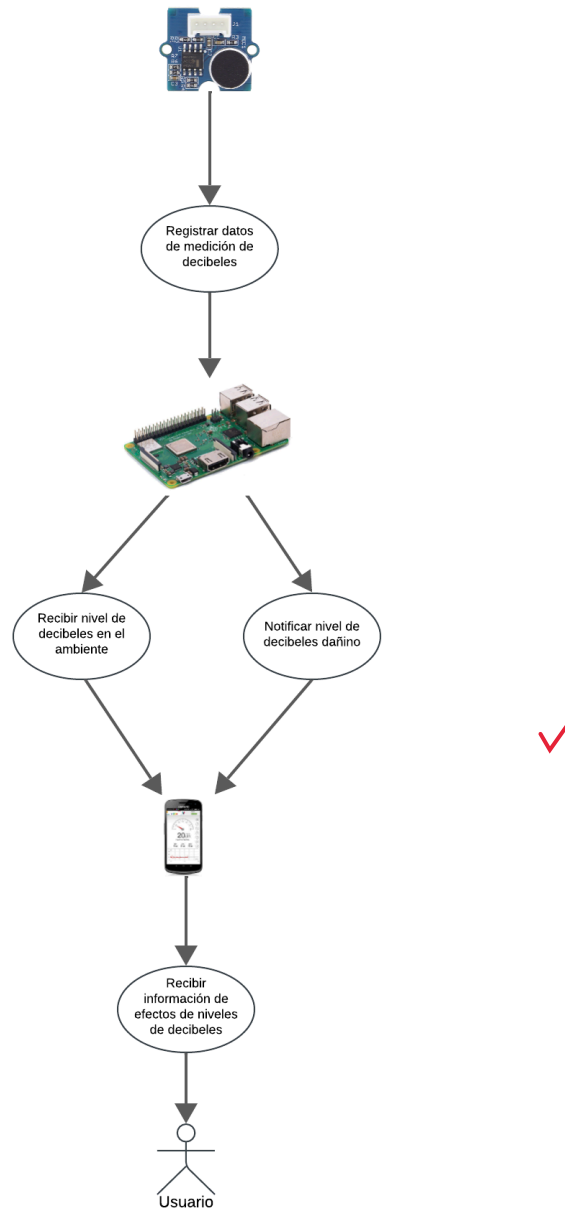 Registrar datos
de medición de
decibeles
Recibir nivel de
decibeles en el
ambiente
Notificar nivel de
decibeles dañino
20
Recibir
información de
efectos de niveles
de decibeles
Usuario